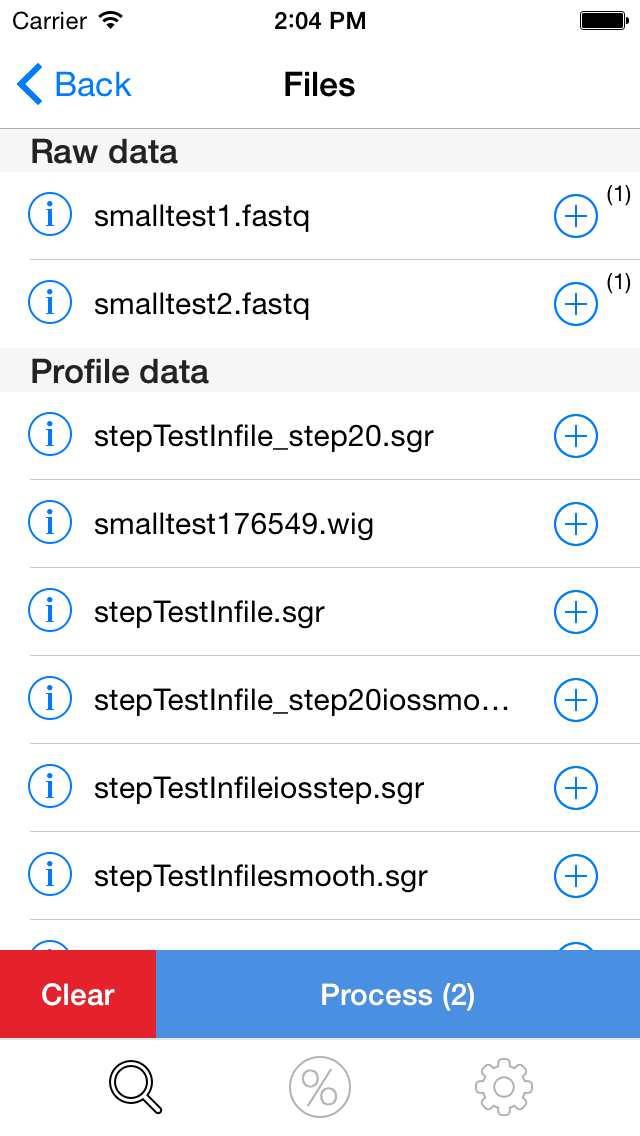 Carrier 2:04 PM
Back Files
Raw data
smalltest1.fastq (1)
smalltest2.fastq (1)
Profile data
stepTestInfile_step20.sgr
smalltest176549.wig
stepTestInfile.sgr
stepTestInfile_step20iossmo...
stepTestInfileiosstep.sgr
stepTestInfilesmooth.sgr
Clear Process (2)